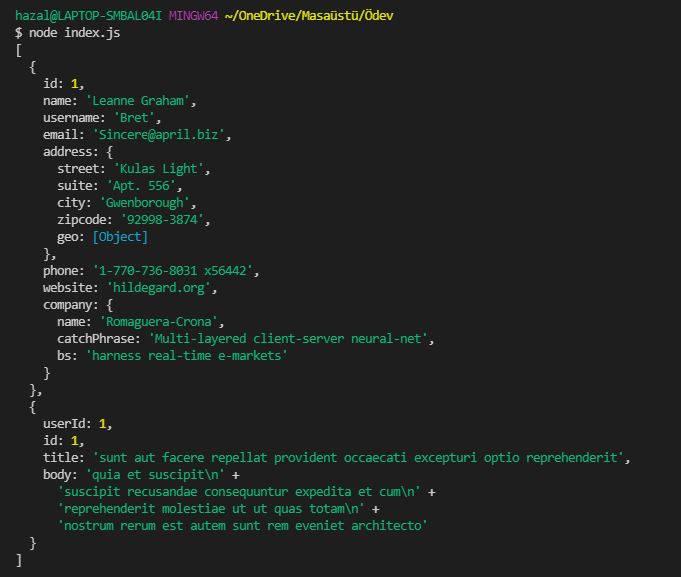 hazal@LAPTOP-SMBAL04I MINGW64 ~/OneDrive/Masaüstü/Ödev
$ node index.js
[
  {
    id: 1,
    name: 'Leanne Graham',
    username: 'Bret',
    email: 'Sincere@april.biz',
    address: {
      street: 'Kulas Light',
      suite: 'Apt. 556',
      city: 'Gwenborough',
      zipcode: '92998-3874',
      geo: [Object]
    },
    phone: '1-770-736-8031 x56442',
    website: 'hildegard.org',
    company: {
      name: 'Romaguera-Crona',
      catchPhrase: 'Multi-layered client-server neural-net',
      bs: 'harness real-time e-markets'
    }
  },
  {
    userId: 1,
    id: 1,
    title: 'sunt aut facere repellat provident occaecati excepturi optio reprehenderit',
    body: 'quia et suscipit\n' +
      'suscipit recusandae consequuntur expedita et cum\n' +
      'reprehenderit molestiae ut ut quas totam\n' +
      'nostrum rerum est autem sunt rem eveniet architecto'
  }
]